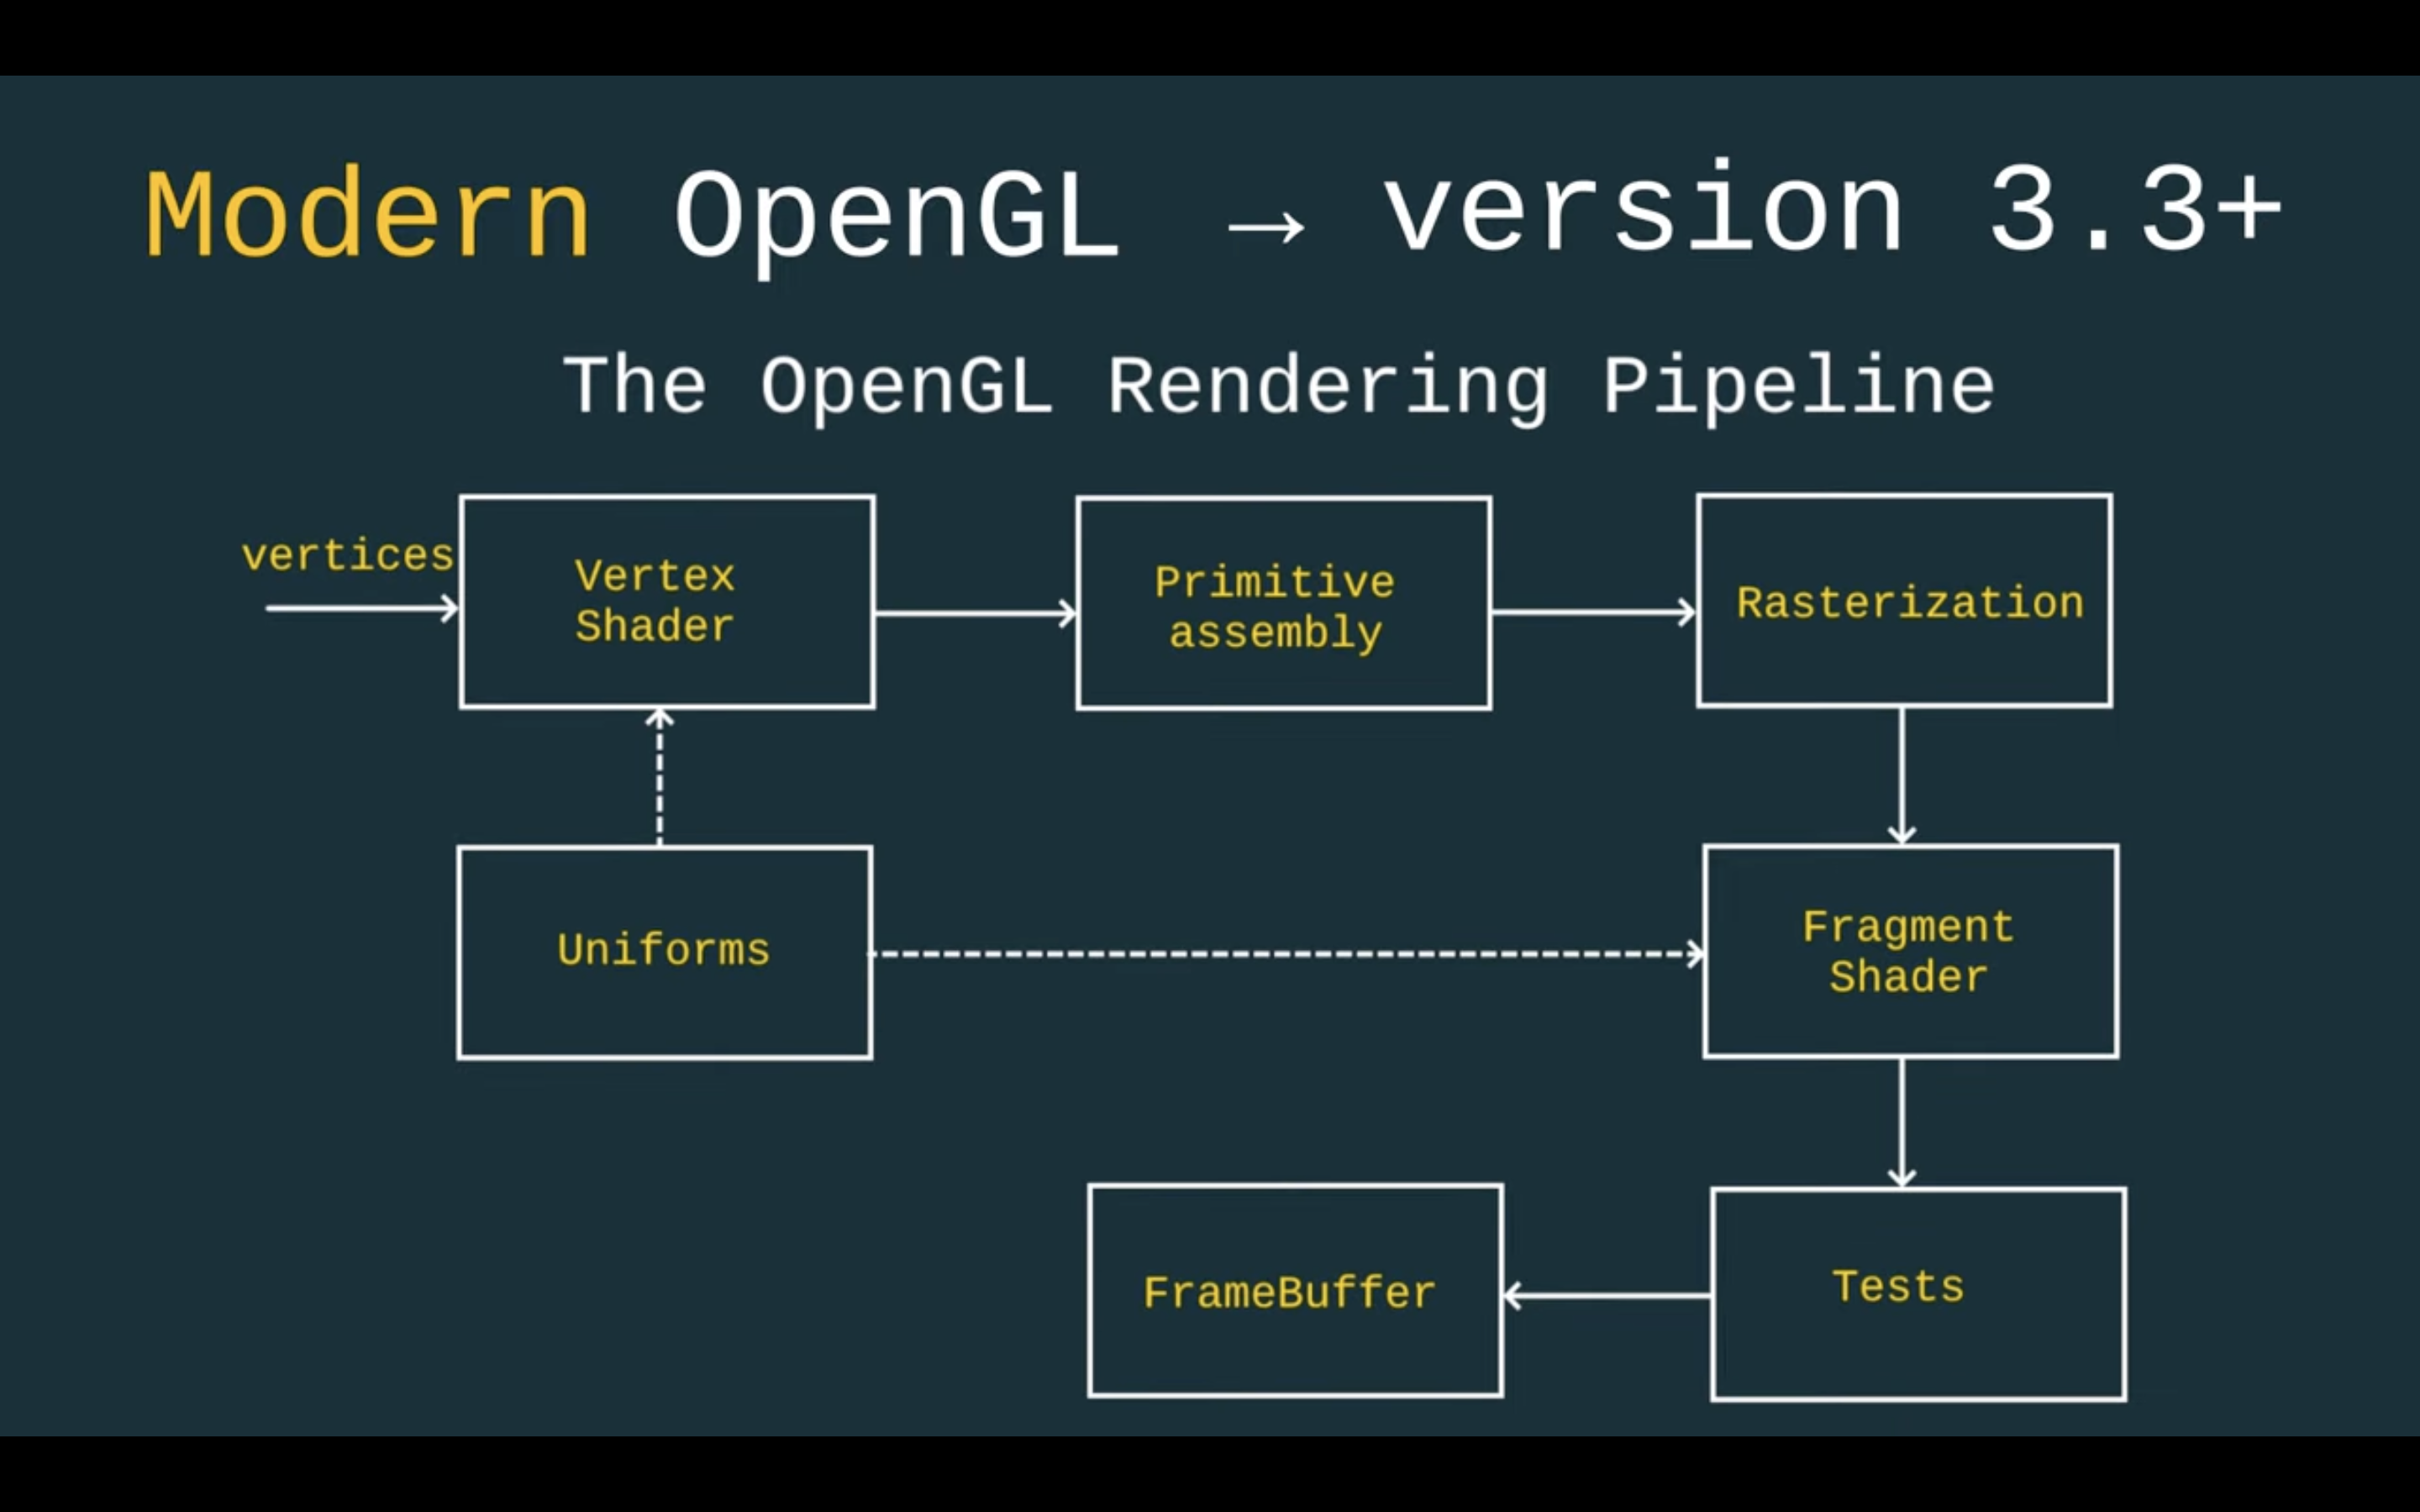 Modern OpenGL → version 3.3+
The OpenGL Rendering Pipeline
vertices
Vertex
Shader
Primitive
assembly
Rasterization
Uniforms
Fragment
Shader
FrameBuffer
Tests